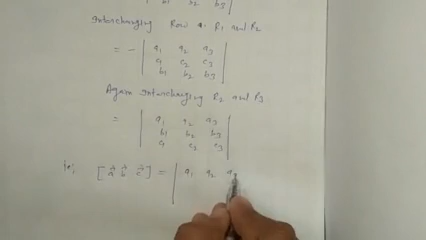 b₃
Interchanging Row R₁ and R₂
= - | a₁ a₂ a₃ |
| c₁ c₂ c₃ |
| b₁ b₂ b₃ |
Again Interchanging R₂ and R₃
= | a₁ a₂ a₃ |
| b₁ b₂ b₃ |
| c₁ c₂ c₃ |
[a⃗ b⃗ c⃗] = | a₁ a₂ a₃